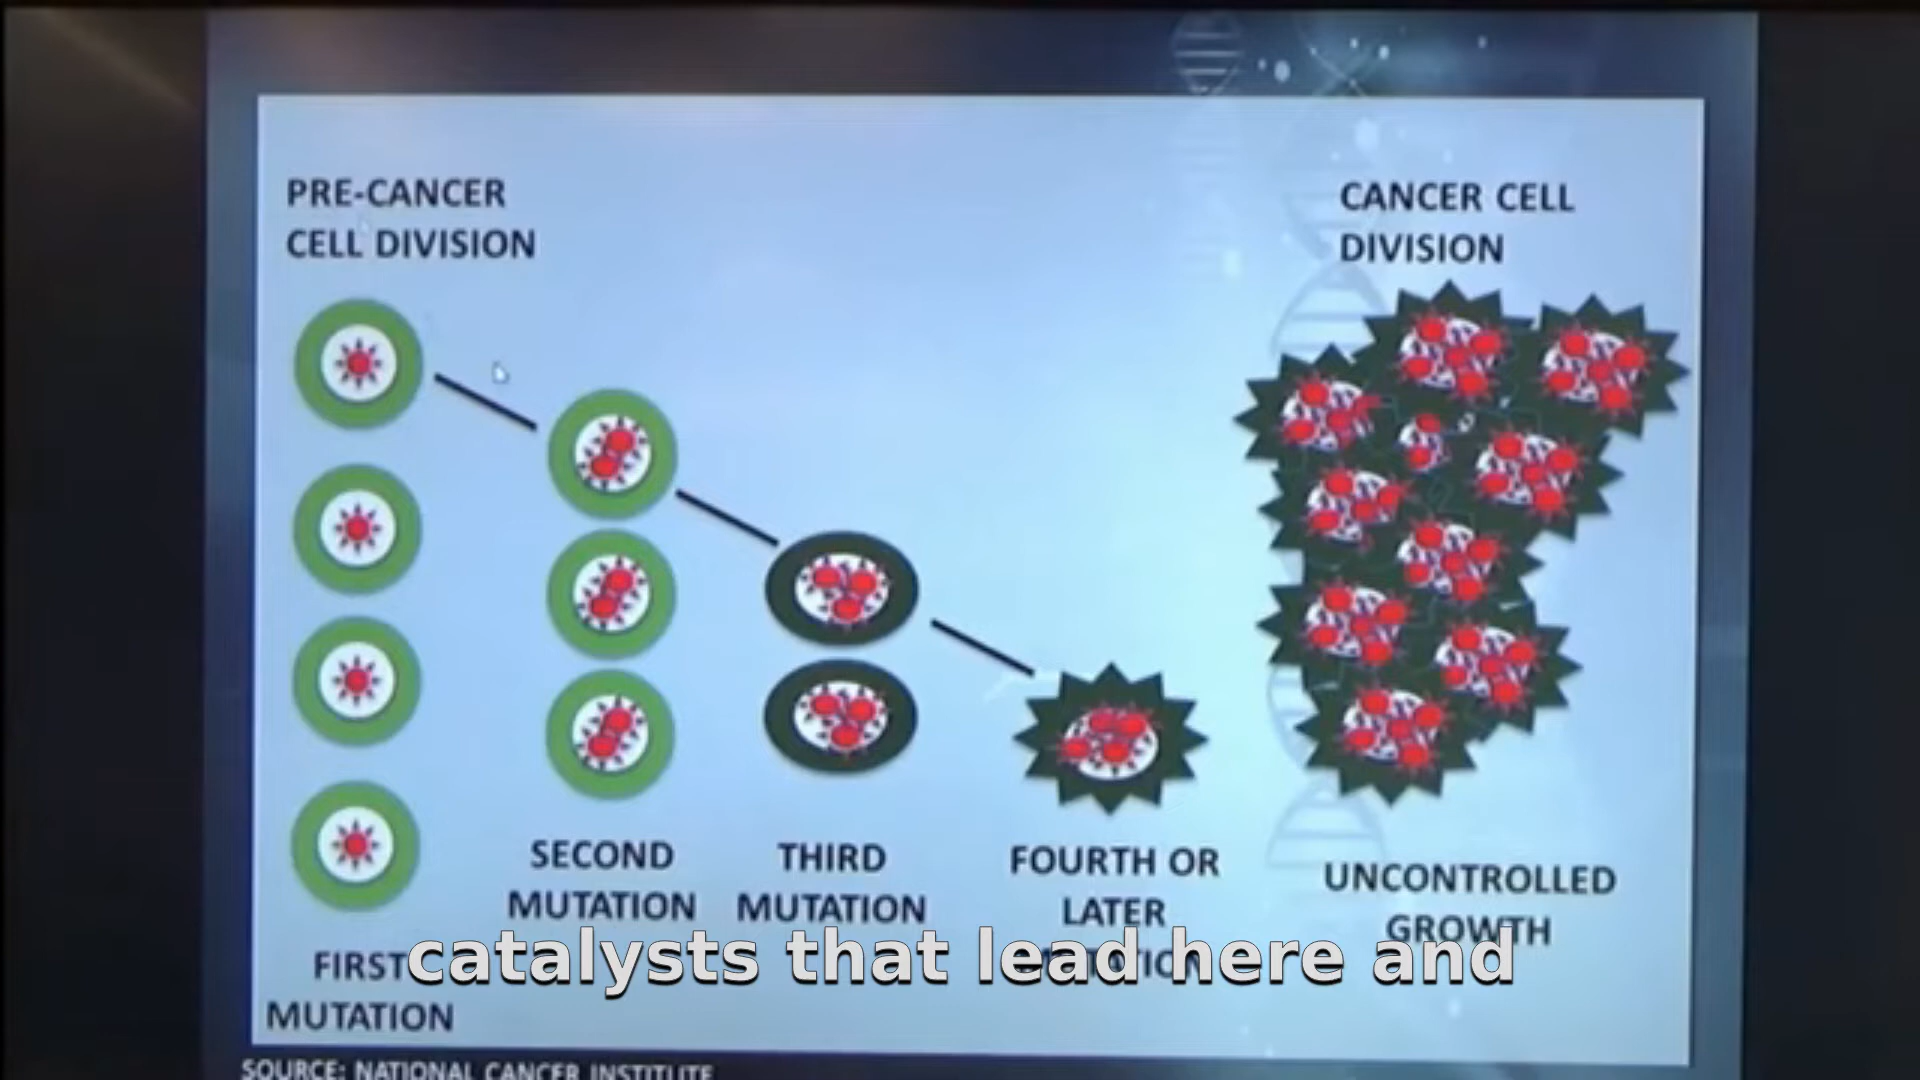 PRE-CANCER
CELL DIVISION
CANCER CELL
DIVISION
SECOND
MUTATION
THIRD
MUTATION
FOURTH OR
LATER
MUTATION
UNCONTROLLED
GROWTH
FIRST
MUTATION
catalysts that lead here and
SOURCE: NATIONAL CANCER INSTITUTE